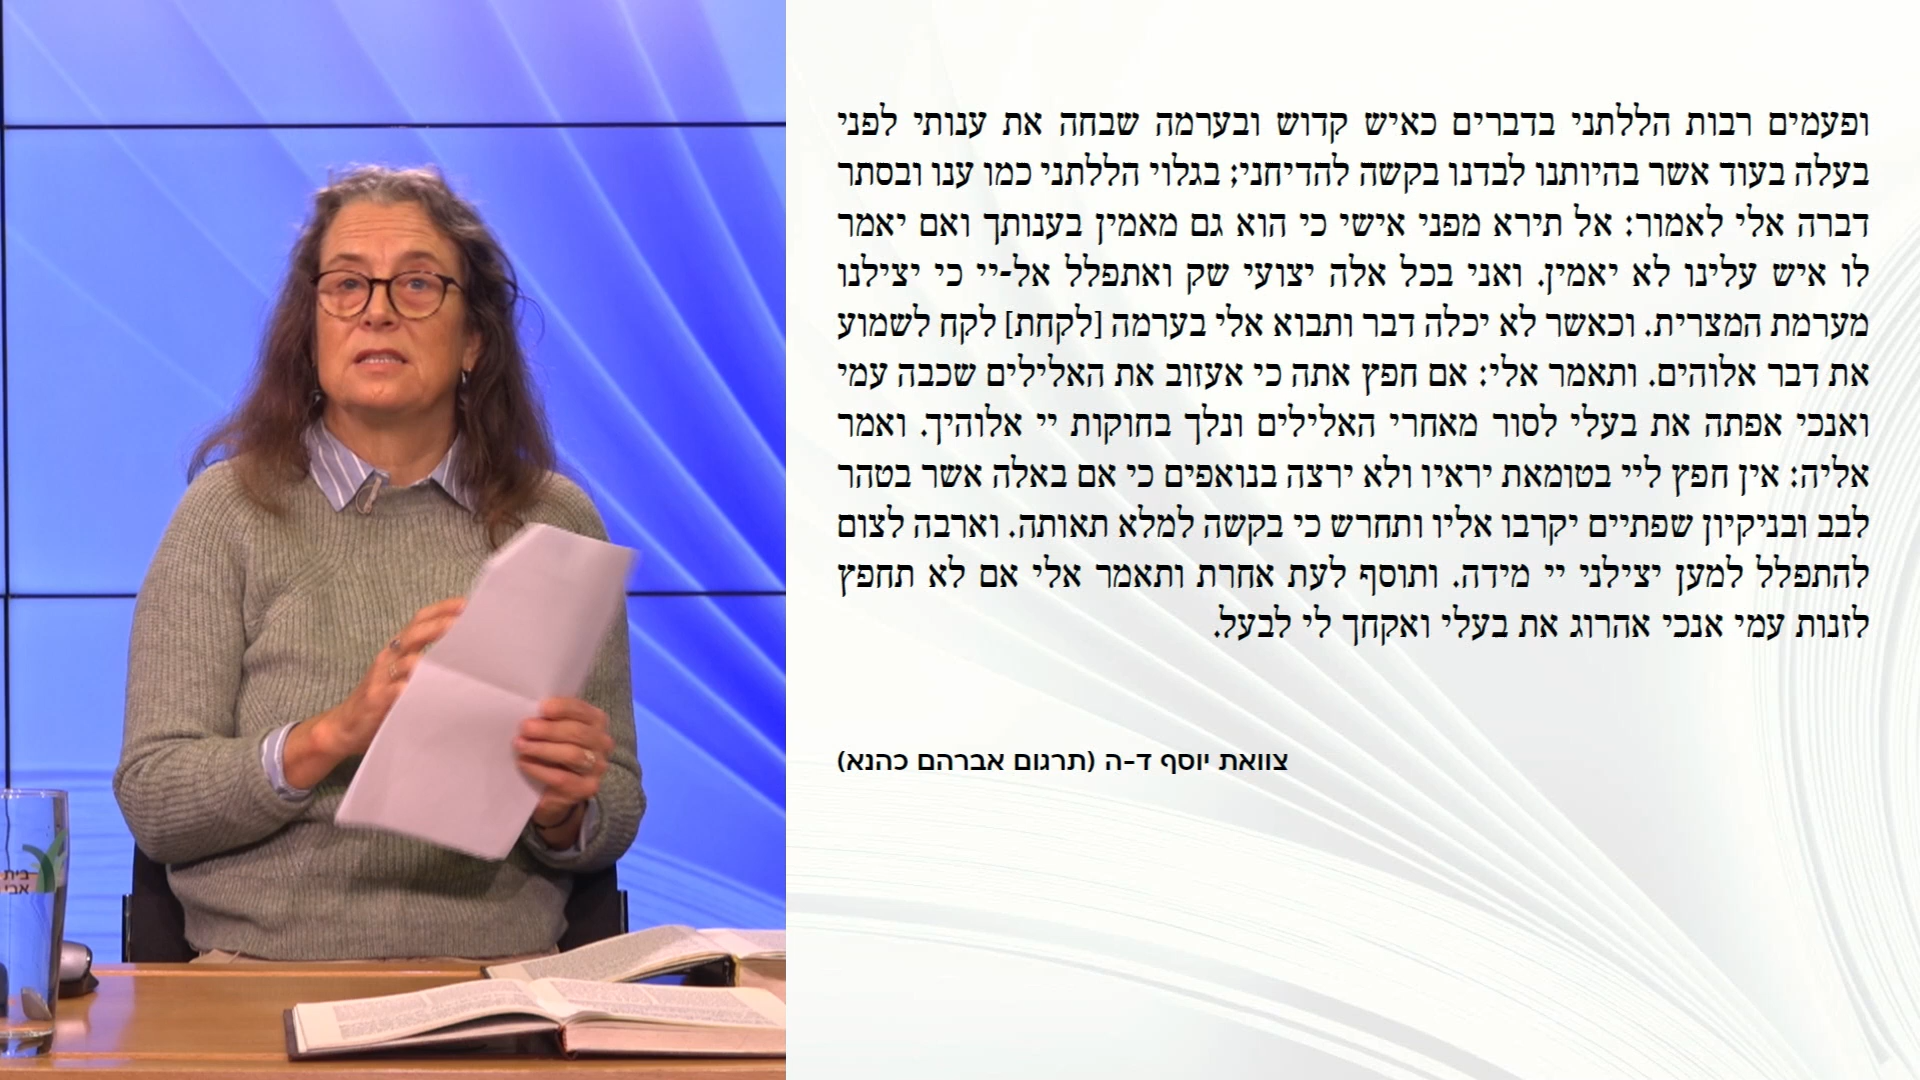 ופעמים רבות הללתני בדברים כאיש קדוש ובערמה שבחה את ענותי לפני
בעלה בעוד אשר בהיותנו לבדנו בקשה להדיחני; בגלוי הללתני כמו ענו ובסתר
דברה אלי לאמור: אל תירא מפני אישי כי הוא גם מאמין בענותך ואם יאמר
לו איש עלינו לא יאמין. ואני בכל אלה יצועי שק ואתפלל אל-יי כי יצילנו
מערמת המצרית. וכאשר לא יכלה דבר ותבוא אלי בערמה [לקחת] לקח לשמוע
את דבר אלוהים. ותאמר אלי: אם חפץ אתה כי אעזוב את האלילים שכבה עמי
ואנכי אפתה את בעלי לסור מאחרי האלילים ונלך בחוקות יי אלוהיך. ואמר
אליה: אין חפץ ליי בטומאת יראיו ולא ירצה בנואפים כי אם באלה אשר בטהר
לבב ובניקיון שפתיים יקרבו אליו ותחרש כי בקשה למלא תאותה. וארבה לצום
להתפלל למען יצילני יי מידה. ותוסף לעת אחרת ותאמר אלי אם לא תחפץ
לזנות עמי אנכי אהרוג את בעלי ואקחך לי לבעל.
צוואת יוסף ד-ה (תרגום אברהם כהנא)
בית
אבי